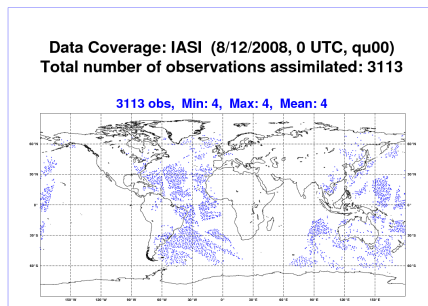 Data Coverage: IASI (8/12/2008, 0 UTC, qu00)
Total number of observations assimilated: 3113
3113 obs, Min: 4, Max: 4, Mean: 4